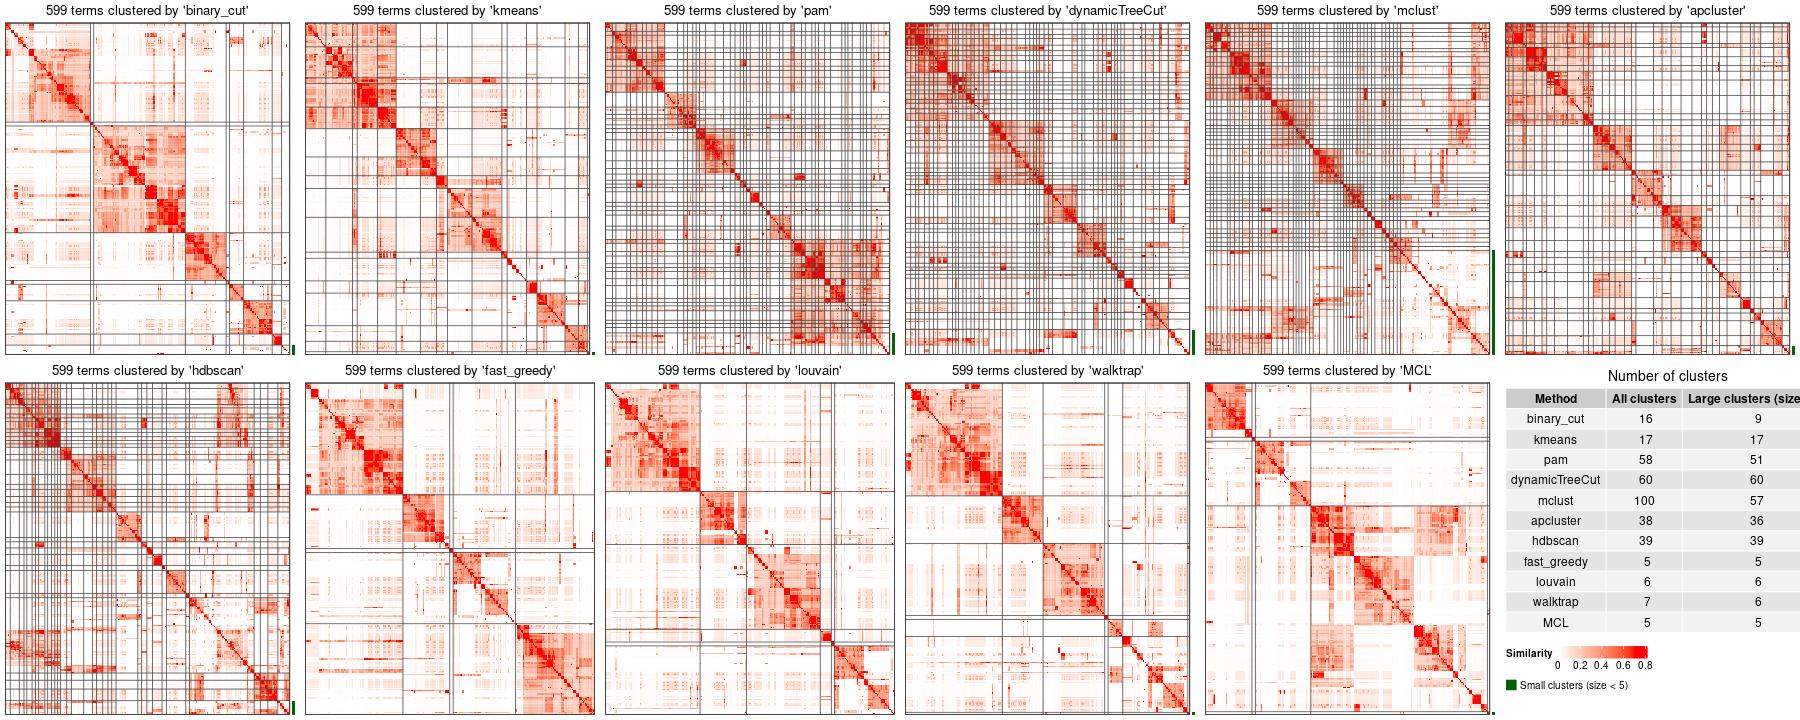 599 terms clustered by 'binary_cut'
599 terms clustered by 'kmeans'
599 terms clustered by 'pam'
599 terms clustered by 'dynamicTreeCut'
599 terms clustered by 'mclust'
599 terms clustered by 'apcluster'
599 terms clustered by 'hdbscan'
599 terms clustered by 'fast_greedy'
599 terms clustered by 'louvain'
599 terms clustered by 'walktrap'
599 terms clustered by 'MCL'
Number of clusters
Method All clusters Large clusters (size
binary_cut 16 9
kmeans 17 17
pam 58 51
dynamicTreeCut 60 60
mclust 100 57
apcluster 38 36
hdbscan 39 39
fast_greedy 5 5
louvain 6 6
walktrap 7 6
MCL 5 5
Similarity
0 0.2 0.4 0.6 0.8
Small clusters (size < 5)